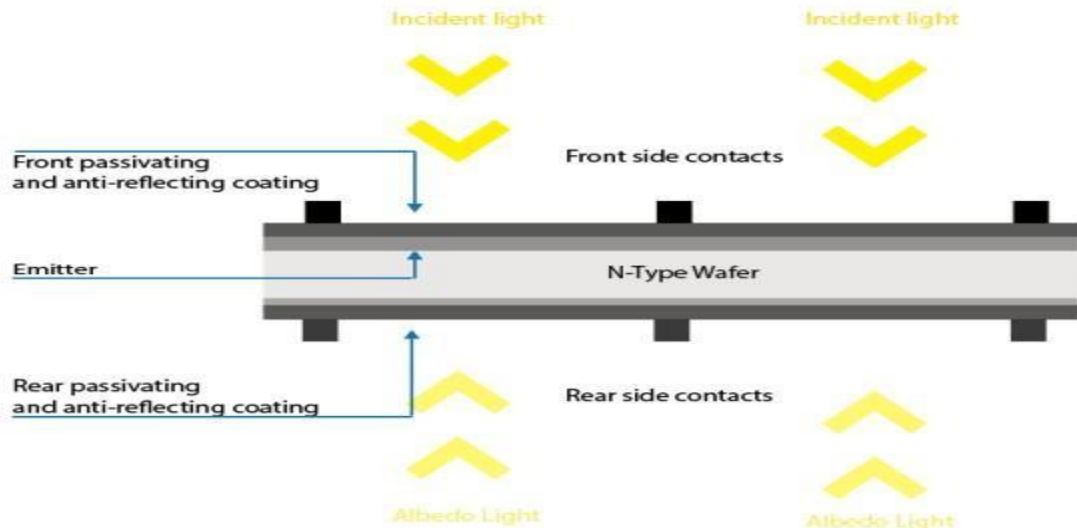 Incident light
Incident light
Front passivating
and anti-reflecting coating
Front side contacts
Emitter
N-Type Wafer
Rear passivating
and anti-reflecting coating
Rear side contacts
Albedo Light
Albedo Light